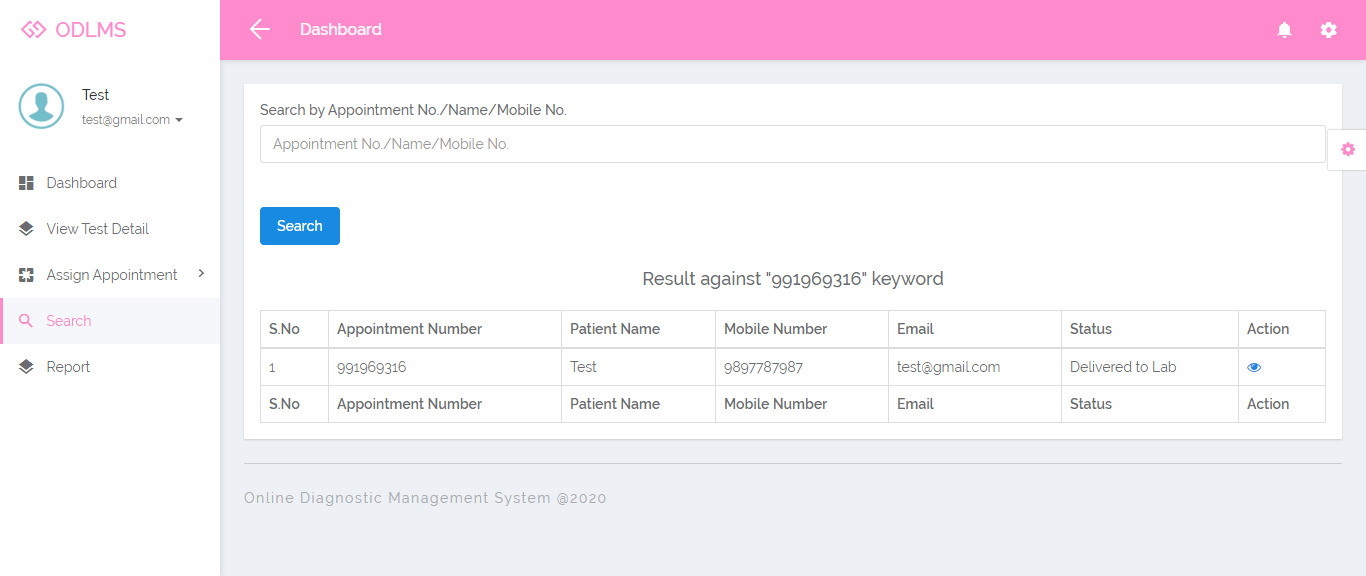 ODLMS
Dashboard
Test
test@gmail.com
Dashboard
View Test Detail
Assign Appointment
Search
Report
Search by Appointment No./Name/Mobile No.
Appointment No./Name/Mobile No.
Search
Result against "991969316" keyword
S.No Appointment Number Patient Name Mobile Number Email Status Action
1 991969316 Test 9897787987 test@gmail.com Delivered to Lab
S.No Appointment Number Patient Name Mobile Number Email Status Action
Online Diagnostic Management System @2020